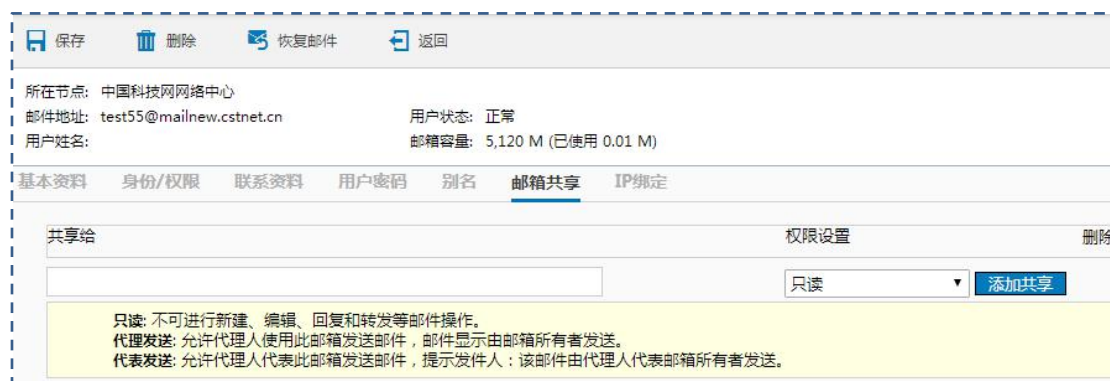 保存 删除 恢复邮件 返回
所在节点: 中国科技网网络中心
邮件地址: test55@mailnew.cstnet.cn 用户状态: 正常
用户姓名: 邮箱容量: 5,120 M (已使用 0.01 M)
基本资料 身份/权限 联系资料 用户密码 别名 邮箱共享 IP绑定
共享给 权限设置 删除
只读 添加共享
只读: 不可进行新建、编辑、回复和转发等邮件操作。
代理发送: 允许代理人使用此邮箱发送邮件，邮件显示由邮箱所有者发送。
代表发送: 允许代理人代表此邮箱发送邮件，提示发件人：该邮件由代理人代表邮箱所有者发送。